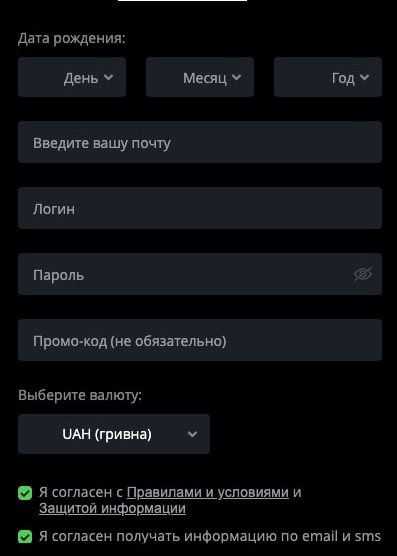 Дата рождения:
День Месяц Год
Введите вашу почту
Логин
Пароль
Промо-код (не обязательно)
Выберите валюту:
UAH (гривна)
Я согласен с Правилами и условиями и
Защитой информации
Я согласен получать информацию по email и sms